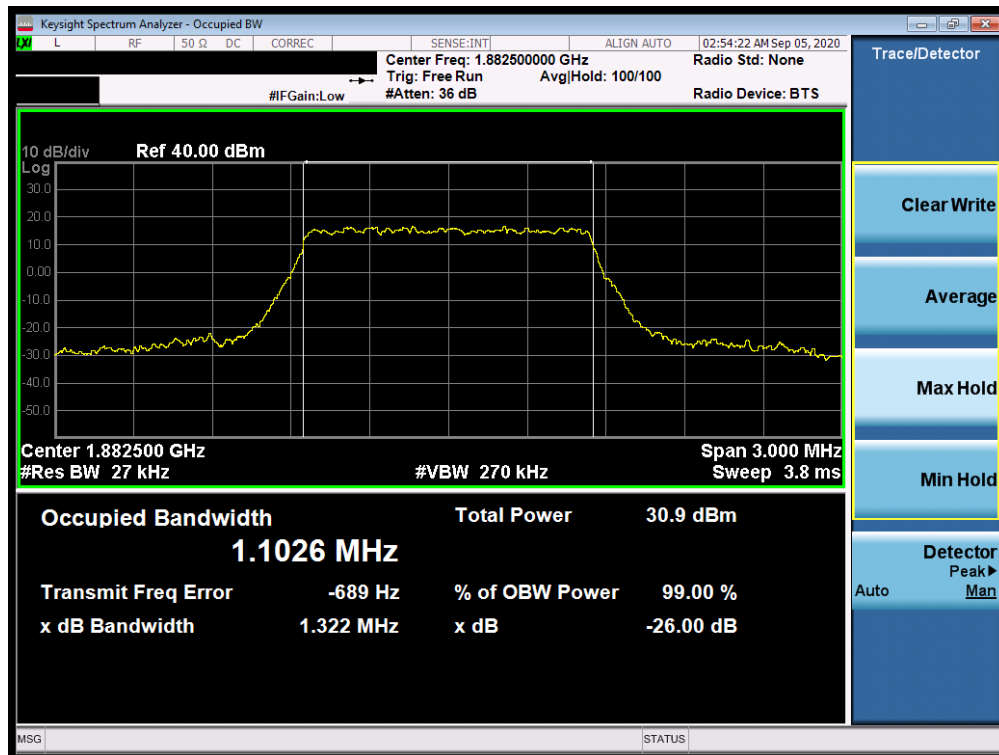 Keysight Spectrum Analyzer - Occupied BW
LXI L RF 50 Ω DC CORREC SENSE:INT ALIGN AUTO 02:54:22 AM Sep 05, 2020
Center Freq: 1.882500000 GHz Radio Std: None
Trig: Free Run Avg|Hold: 100/100
#IFGain:Low #Atten: 36 dB Radio Device: BTS
10 dB/div Ref 40.00 dBm
Log
30.0
20.0
10.0
0.00
-10.0
-20.0
-30.0
-40.0
-50.0
Center 1.882500 GHz Span 3.000 MHz
#Res BW 27 kHz #VBW 270 kHz Sweep 3.8 ms
Occupied Bandwidth Total Power 30.9 dBm
1.1026 MHz
Transmit Freq Error -689 Hz % of OBW Power 99.00 %
x dB Bandwidth 1.322 MHz x dB -26.00 dB
Trace/Detector
Clear Write
Average
Max Hold
Min Hold
Detector
Peak▶
Auto Man
MSG STATUS